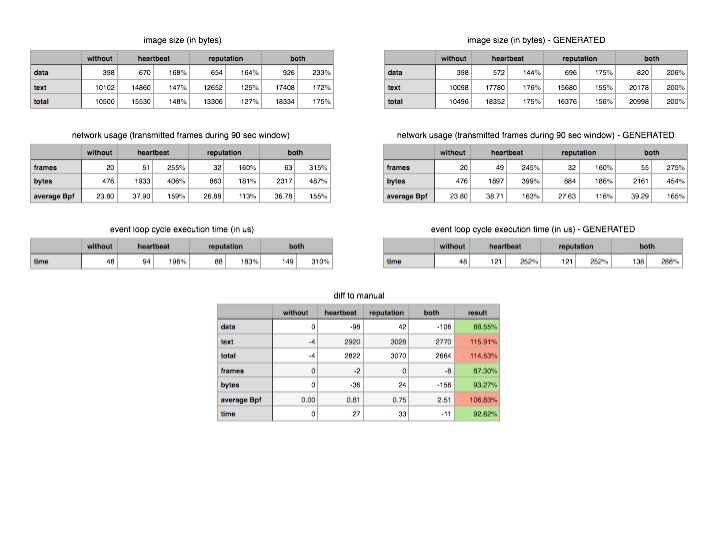 image size (in bytes)
without heartbeat reputation both
data 398 670 168% 654 164% 926 233%
text 10102 14860 147% 12652 125% 17408 172%
total 10500 15530 148% 13306 127% 18334 175%
image size (in bytes) - GENERATED
without heartbeat reputation both
data 398 572 144% 696 175% 820 206%
text 10098 17780 176% 15680 155% 20178 200%
total 10496 18352 175% 16376 156% 20998 200%
network usage (transmitted frames during 90 sec window)
without heartbeat reputation both
frames 20 51 255% 32 160% 63 315%
bytes 476 1933 406% 860 181% 2317 487%
average Bpf 23.80 37.90 159% 26.88 113% 36.78 155%
network usage (transmitted frames during 90 sec window) - GENERATED
without heartbeat reputation both
frames 20 49 245% 32 160% 55 275%
bytes 476 1897 399% 884 186% 2161 454%
average Bpf 23.80 38.71 163% 27.63 116% 39.29 165%
event loop cycle execution time (in us)
without heartbeat reputation both
time 48 94 196% 88 183% 149 310%
event loop cycle execution time (in us) - GENERATED
without heartbeat reputation both
time 48 121 252% 121 252% 138 288%
diff to manual
without heartbeat reputation both result
data 0 -98 42 -106 88.55%
text -4 2920 3028 2770 115.91%
total -4 2822 3070 2664 114.53%
frames 0 -2 0 -8 87.30%
bytes 0 -36 24 -156 93.27%
average Bpf 0.00 0.81 0.75 2.51 106.83%
time 0 27 33 -11 92.62%